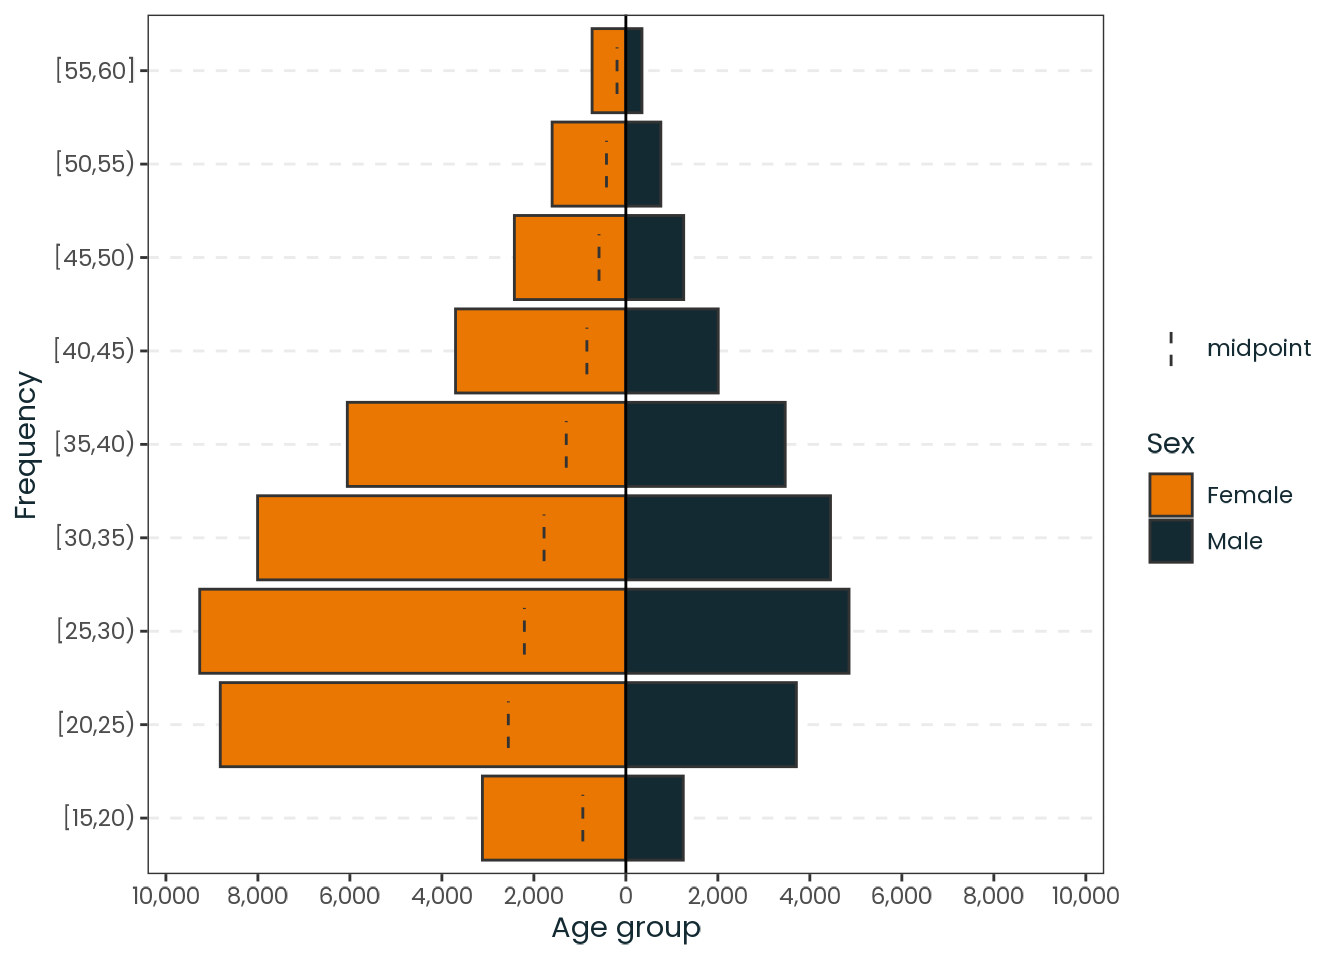 [55,60]
[50,55)
[45,50)
[40,45)
[35,40)
[30,35)
[25,30)
[20,25)
[15,20)
Frequency
10,000 8,000 6,000 4,000 2,000 0 2,000 4,000 6,000 8,000 10,000
Age group
midpoint
Sex
Female
Male